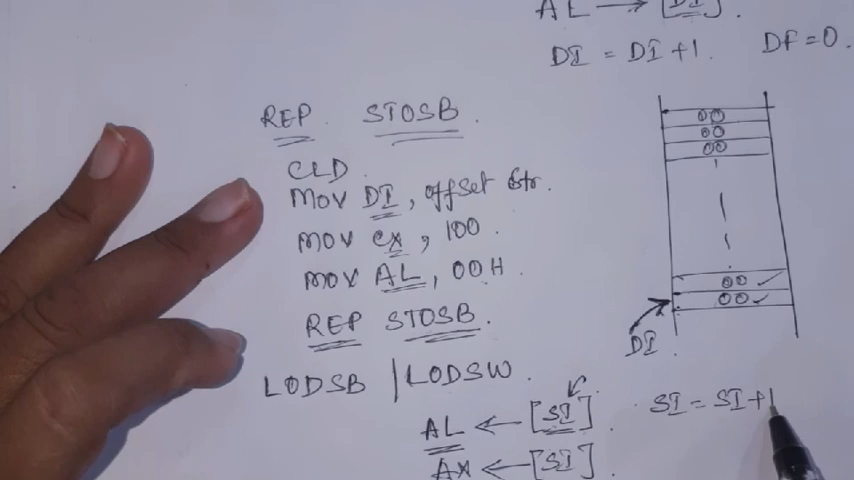 AL → [DI].
DI = DI+1. DF=0.
REP STOSB.
CLD.
MOV DI, offset Str.
MOV CX, 100.
MOV AL, 00H.
REP STOSB.
LODSB / LODSW.
AL ← [SI]. SI = SI+1
AX ← [SI].
00
00
00
00
00
DI.